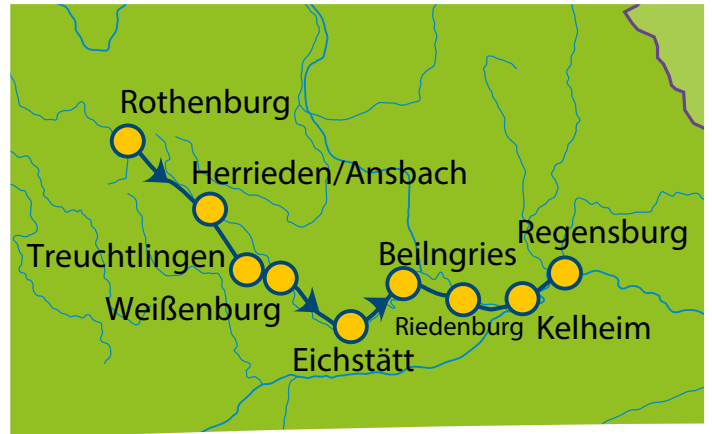 Rothenburg
Herrieden/Ansbach
Treuchtlingen
Weißenburg
Eichstätt
Beilngries
Riedenburg
Kelheim
Regensburg